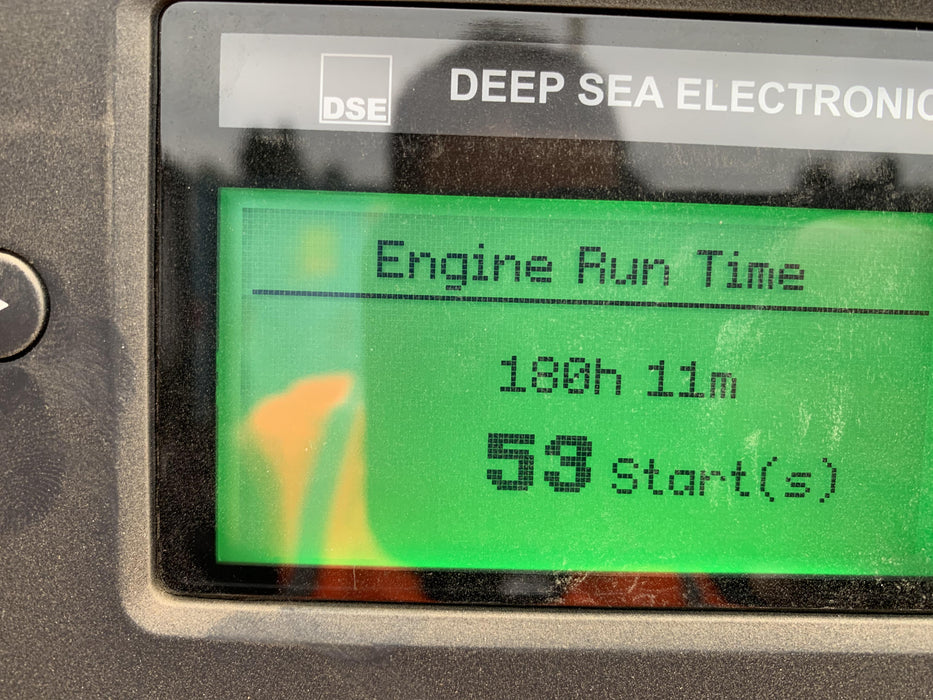 DSE
DEEP SEA ELECTRONIC
Engine Run Time
180h 11m
53 Start(s)